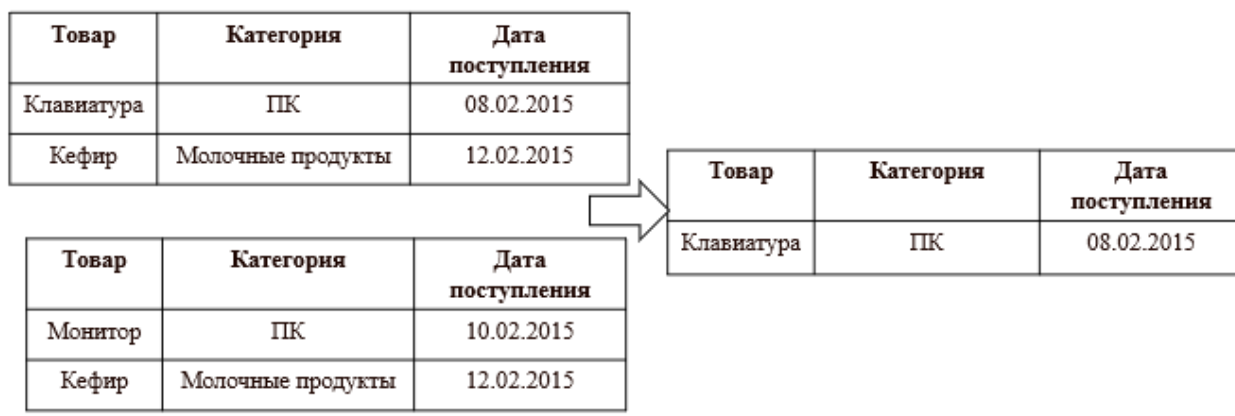 Товар Категория Дата
поступления
Клавиатура ПК 08.02.2015
Кефир Молочные продукты 12.02.2015
Товар Категория Дата
поступления
Монитор ПК 10.02.2015
Кефир Молочные продукты 12.02.2015
Товар Категория Дата
поступления
Клавиатура ПК 08.02.2015